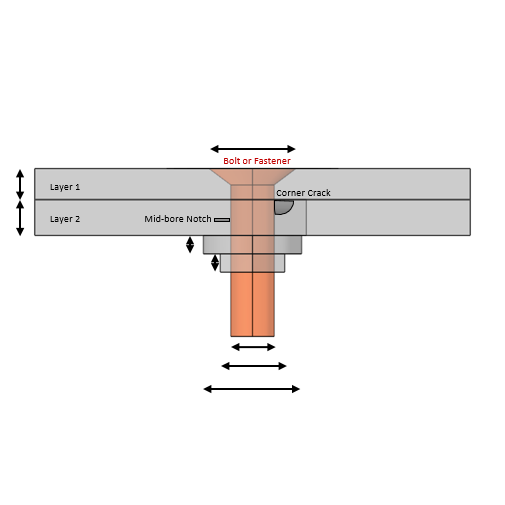 Bolt or Fastener
Layer 1
Corner Crack
Layer 2
Mid-bore Notch